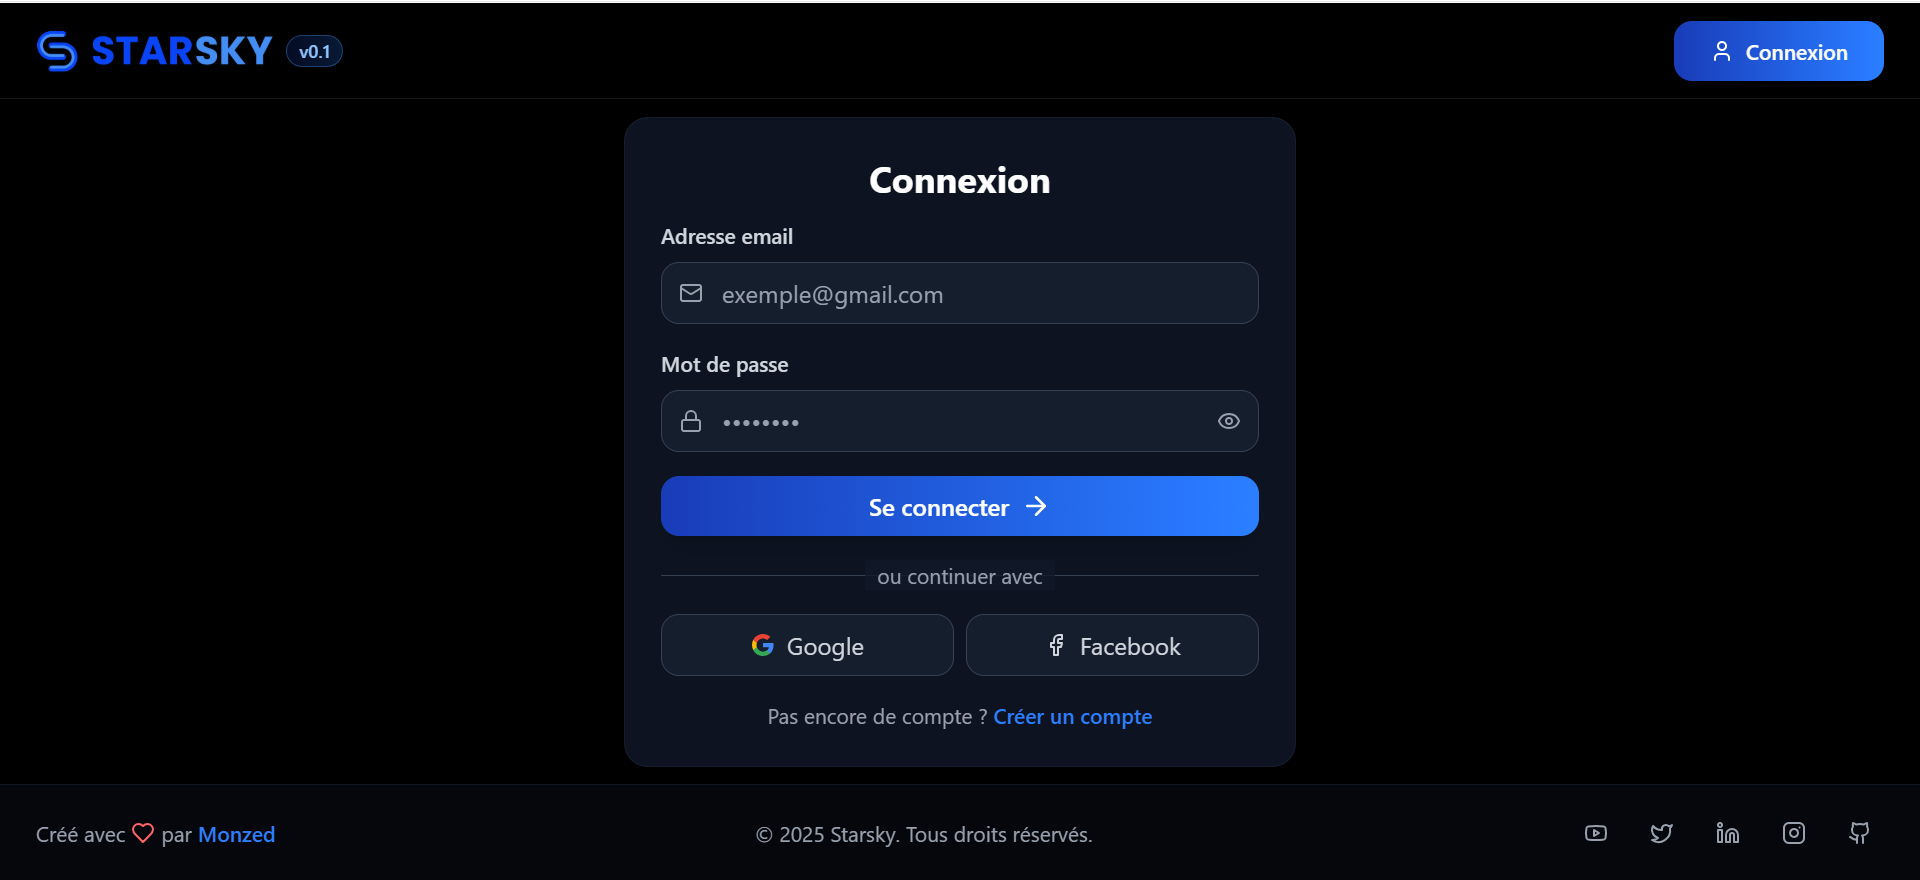 STARSKY v0.1
Connexion
Connexion
Adresse email
exemple@gmail.com
Mot de passe
••••••••
Se connecter
ou continuer avec
Google
Facebook
Pas encore de compte ? Créer un compte
Créé avec par Monzed
© 2025 Starsky. Tous droits réservés.